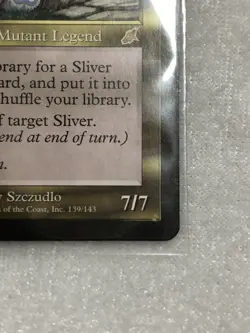 Mutant Legend
rary for a Sliver
ard, and put it into
huffle your library.
f target Sliver.
end at end of turn.)
n.
Szczudlo
of the Coast, Inc. 139/143
7/7